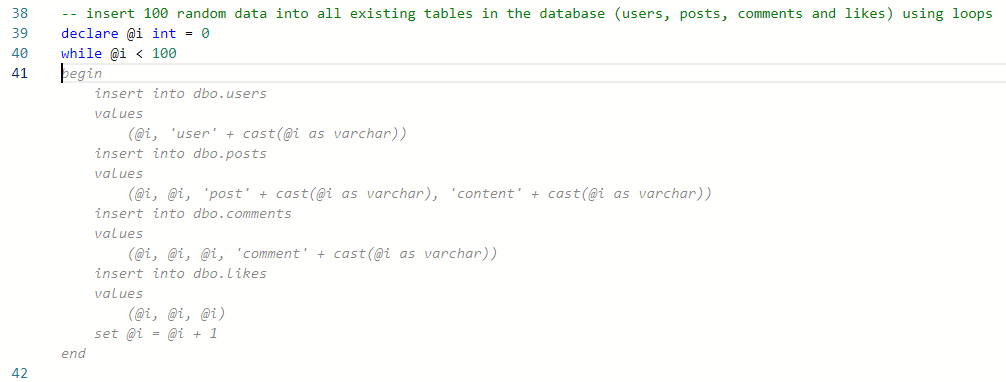 38 -- insert 100 random data into all existing tables in the database (users, posts, comments and likes) using loops
39 declare @i int = 0
40 while @i < 100
41 begin
insert into dbo.users
values
(@i, 'user' + cast(@i as varchar))
insert into dbo.posts
values
(@i, @i, 'post' + cast(@i as varchar), 'content' + cast(@i as varchar))
insert into dbo.comments
values
(@i, @i, @i, 'comment' + cast(@i as varchar))
insert into dbo.likes
values
(@i, @i, @i)
set @i = @i + 1
end
42